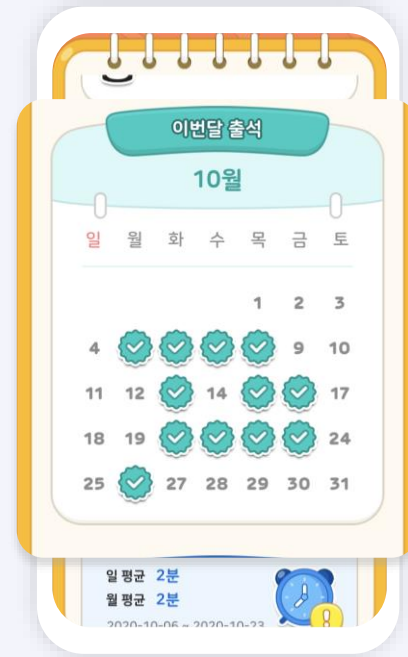 이번달 출석
10월
일 월 화 수 목 금 토
1 2 3
4 9 10
11 12 14 17
18 19 24
25 27 28 29 30 31
일 평균 2분
월 평균 2분
2020-10-06 ~ 2020-10-23